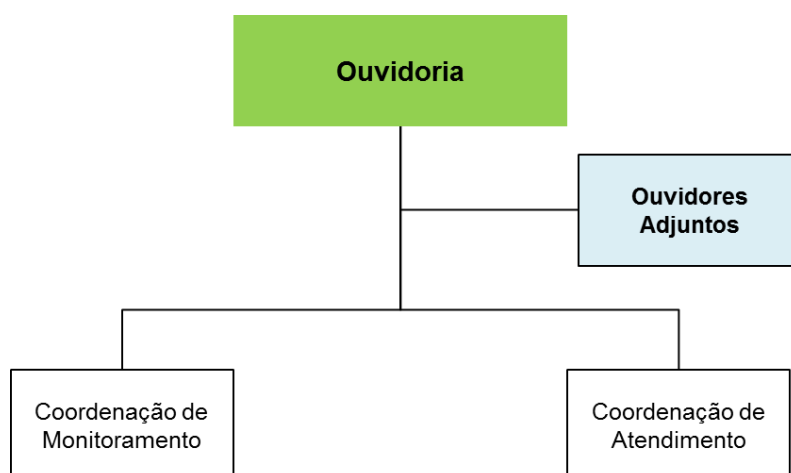 Ouvidoria
Ouvidores
Adjuntos
Coordenação de
Monitoramento
Coordenação de
Atendimento